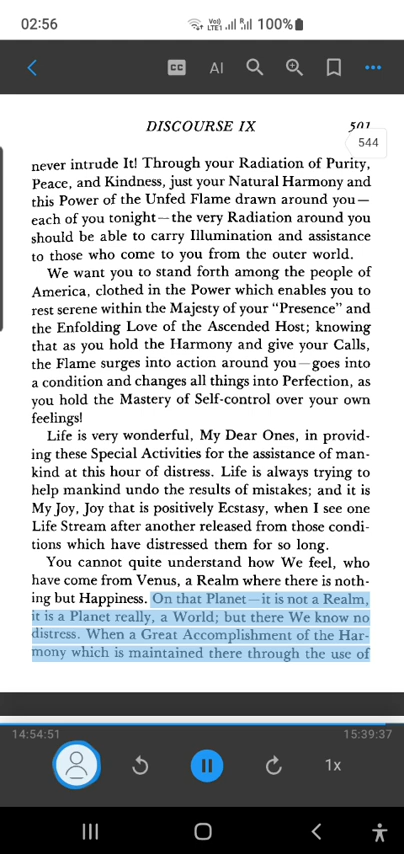 02:56
Vo)) LTE1 R 100%
CC AI
DISCOURSE IX 501
544
never intrude It! Through your Radiation of Purity,
Peace, and Kindness, just your Natural Harmony and
this Power of the Unfed Flame drawn around you—
each of you tonight—the very Radiation around you
should be able to carry Illumination and assistance
to those who come to you from the outer world.
We want you to stand forth among the people of
America, clothed in the Power which enables you to
rest serene within the Majesty of your “Presence” and
the Enfolding Love of the Ascended Host; knowing
that as you hold the Harmony and give your Calls,
the Flame surges into action around you—goes into
a condition and changes all things into Perfection, as
you hold the Mastery of Self-control over your own
feelings!
Life is very wonderful, My Dear Ones, in provid-
ing these Special Activities for the assistance of man-
kind at this hour of distress. Life is always trying to
help mankind undo the results of mistakes; and it is
My Joy, Joy that is positively Ecstasy, when I see one
Life Stream after another released from those condi-
tions which have distressed them for so long.
You cannot quite understand how We feel, who
have come from Venus, a Realm where there is noth-
ing but Happiness. On that Planet—it is not a Realm,
it is a Planet really, a World; but there We know no
distress. When a Great Accomplishment of the Har-
mony which is maintained there through the use of
14:54:51 15:39:37
1x